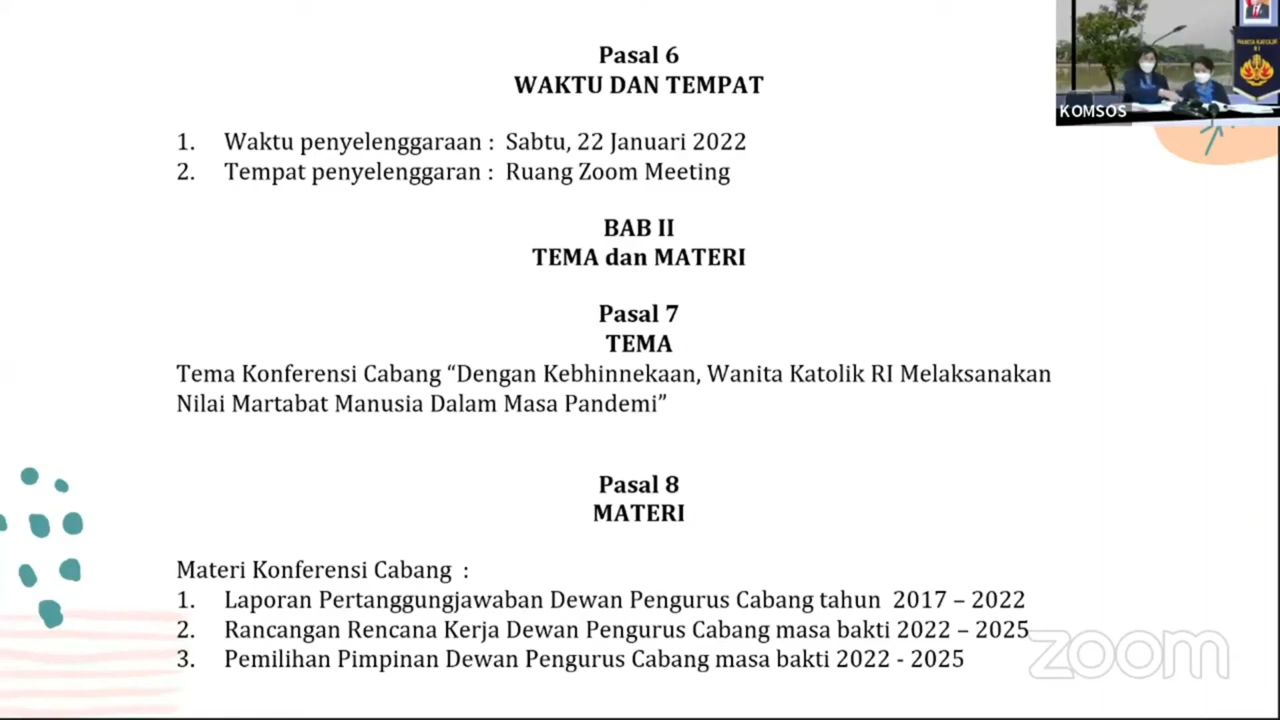 Pasal 6
WAKTU DAN TEMPAT
KOMSOS
1. Waktu penyelenggaraan : Sabtu, 22 Januari 2022
2. Tempat penyelenggaran : Ruang Zoom Meeting
BAB II
TEMA dan MATERI
Pasal 7
TEMA
Tema Konferensi Cabang “Dengan Kebhinnekaan, Wanita Katolik RI Melaksanakan
Nilai Martabat Manusia Dalam Masa Pandemi”
Pasal 8
MATERI
Materi Konferensi Cabang :
1. Laporan Pertanggungjawaban Dewan Pengurus Cabang tahun 2017 – 2022
2. Rancangan Rencana Kerja Dewan Pengurus Cabang masa bakti 2022 – 2025
3. Pemilihan Pimpinan Dewan Pengurus Cabang masa bakti 2022 - 2025
zoom